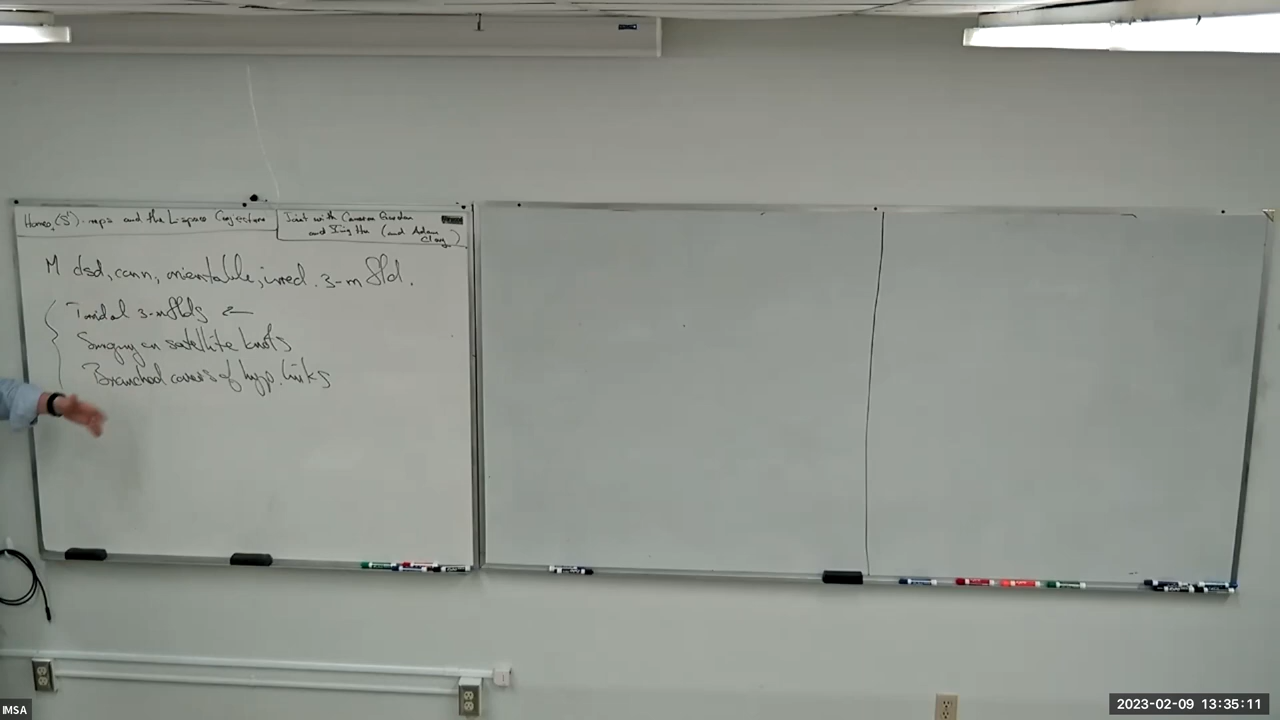 Homeo₊(S¹)-reps and the L-space Conjecture
Joint with Cameron Gordon
and Ying Hu (and Adam
Clay)
M clsd, conn, orientable, irred. 3-mfld.
Toroidal 3-mflds ←
Surgery on satellite knots
Branched covers of hyp. links
2023-02-09 13:35:11
IMSA